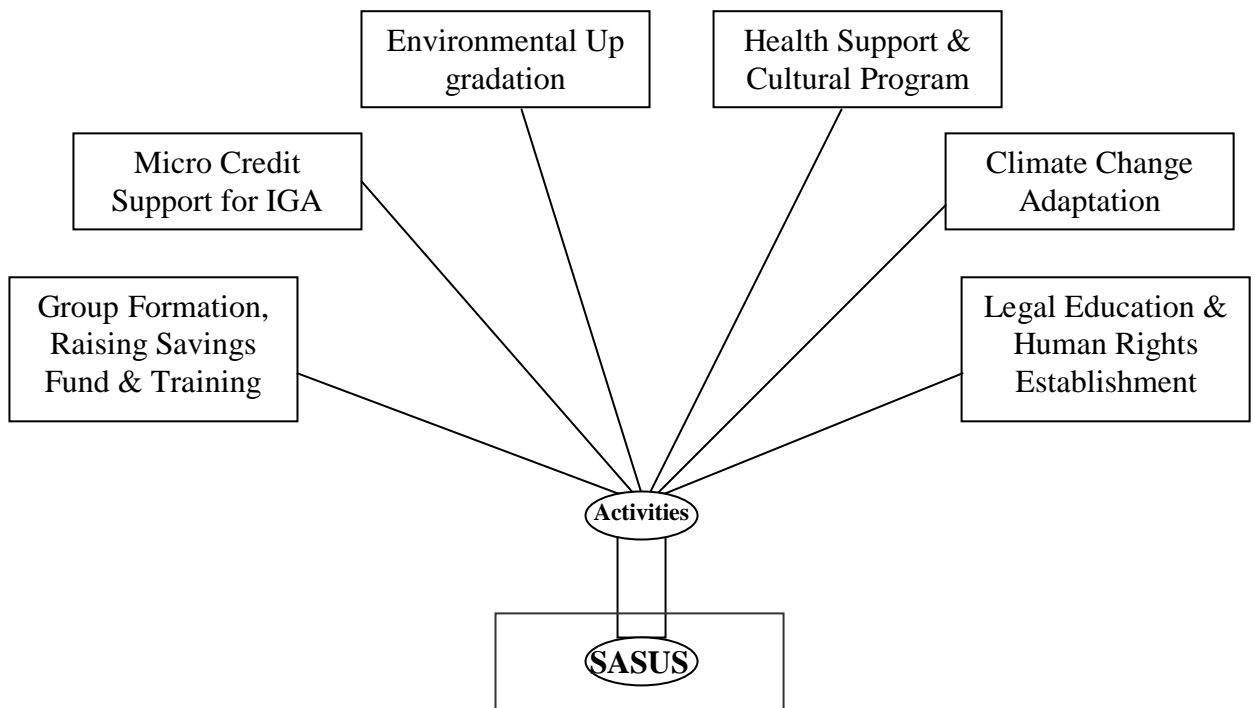 Environmental Up
gradation
Health Support &
Cultural Program
Micro Credit
Support for IGA
Climate Change
Adaptation
Group Formation,
Raising Savings
Fund & Training
Legal Education &
Human Rights
Establishment
Activities
SASUS